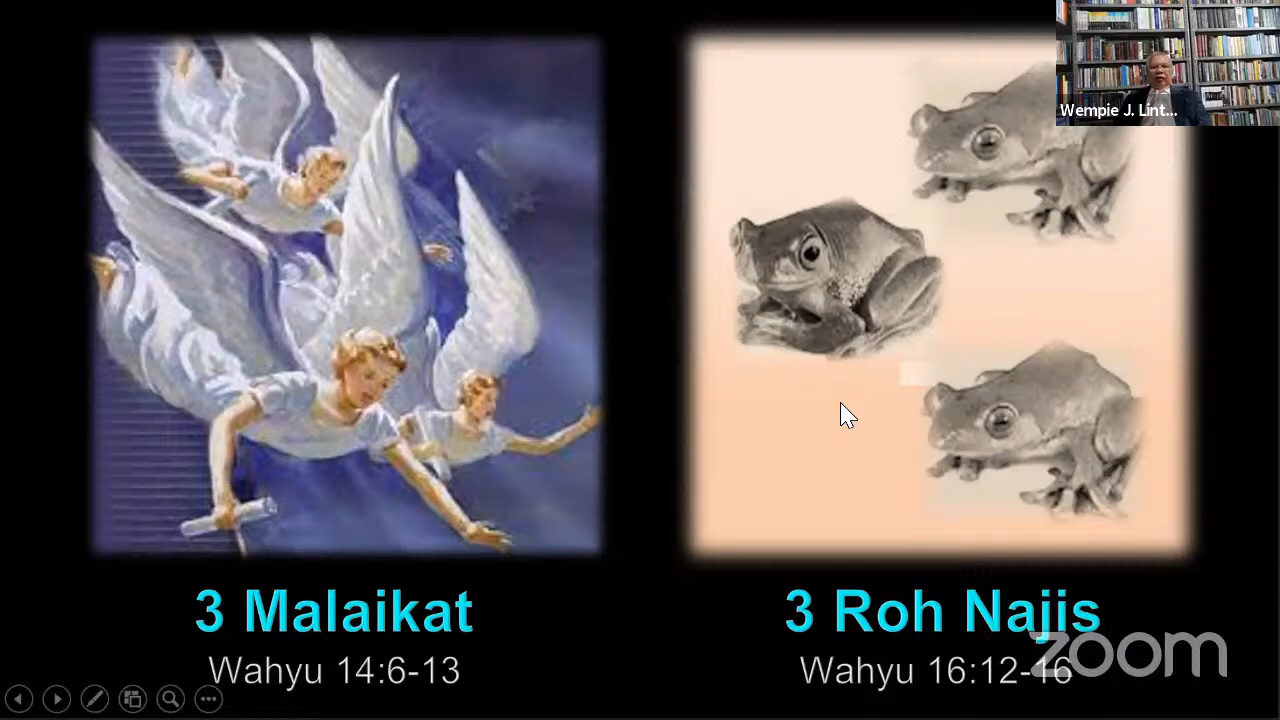 Wempie J. Lint...
3 Malaikat
Wahyu 14:6-13
3 Roh Najis
Wahyu 16:12-16
zoom